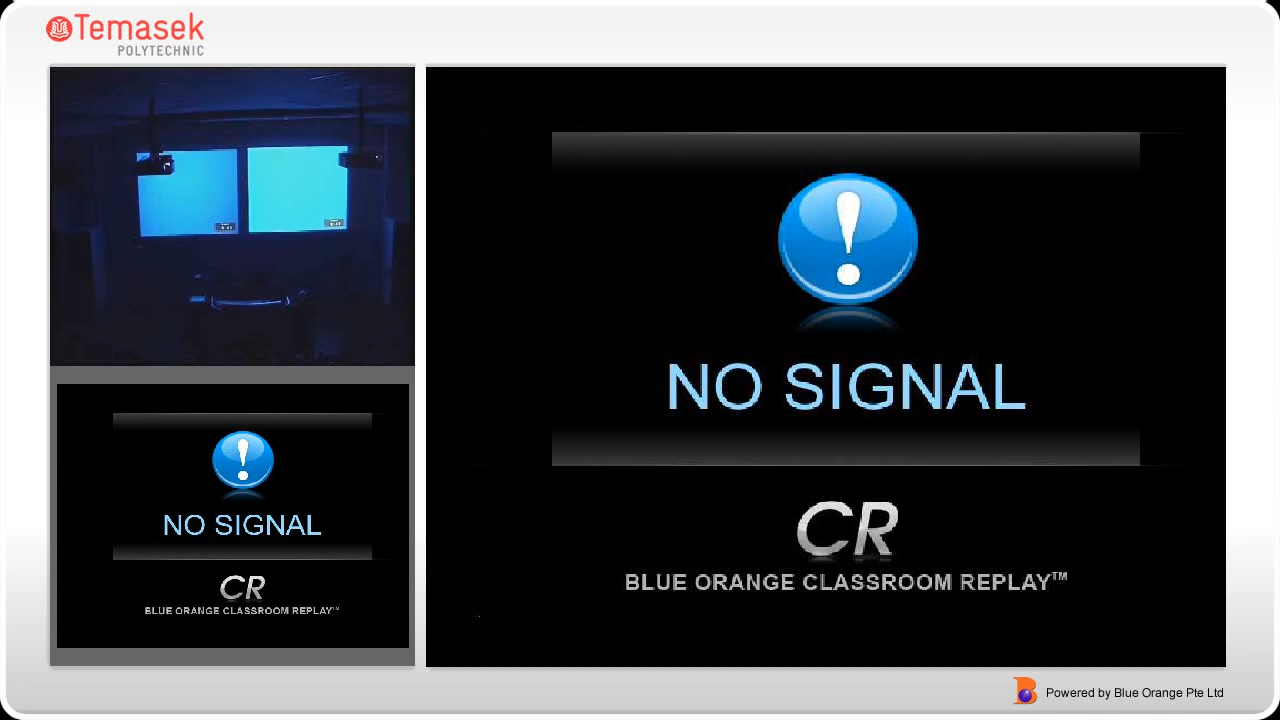 Temasek
POLYTECHNIC
NO SIGNAL
CR
BLUE ORANGE CLASSROOM REPLAY™
NO SIGNAL
CR
BLUE ORANGE CLASSROOM REPLAY™
Powered by Blue Orange Pte Ltd